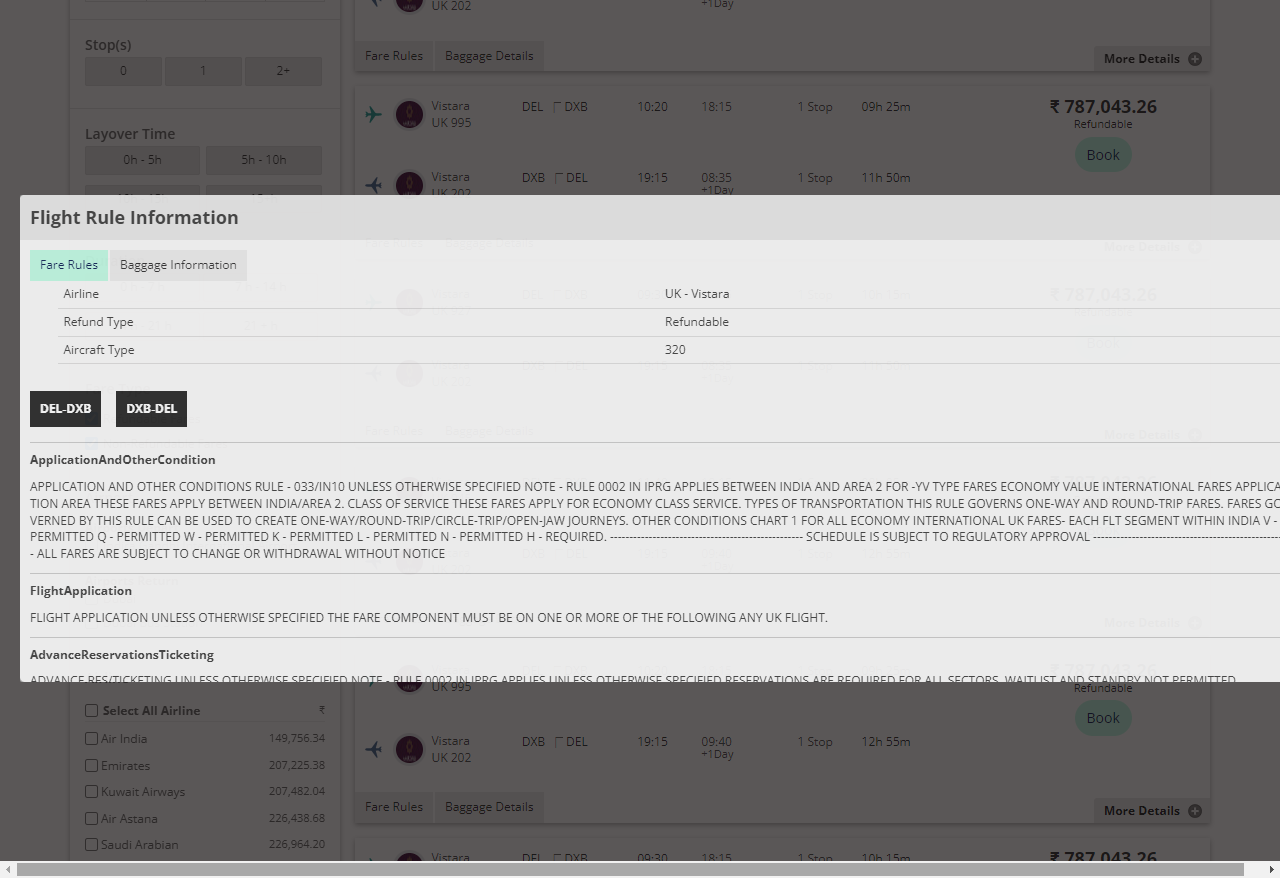 UK 202
+1Day
Stop(s)
0
1
2+
Fare Rules
Baggage Details
More Details
Vistara
UK 995
DEL
DXB
10:20
18:15
1 Stop
09h 25m
₹ 787,043.26
Refundable
Book
Layover Time
0h - 5h
5h - 10h
Vistara
UK 202
DXB
DEL
19:15
08:35
+1Day
1 Stop
11h 50m
Flight Rule Information
Fare Rules
Baggage Information
Airline
UK - Vistara
Refund Type
Refundable
Aircraft Type
320
DEL-DXB
DXB-DEL
ApplicationAndOtherCondition
APPLICATION AND OTHER CONDITIONS RULE - 033/IN10 UNLESS OTHERWISE SPECIFIED NOTE - RULE 0002 IN IPRG APPLIES BETWEEN INDIA AND AREA 2 FOR -YV TYPE FARES ECONOMY VALUE INTERNATIONAL FARES APPLICA
TION AREA THESE FARES APPLY BETWEEN INDIA/AREA 2. CLASS OF SERVICE THESE FARES APPLY FOR ECONOMY CLASS SERVICE. TYPES OF TRANSPORTATION THIS RULE GOVERNS ONE-WAY AND ROUND-TRIP FARES. FARES GO
VERNED BY THIS RULE CAN BE USED TO CREATE ONE-WAY/ROUND-TRIP/CIRCLE-TRIP/OPEN-JAW JOURNEYS. OTHER CONDITIONS CHART 1 FOR ALL ECONOMY INTERNATIONAL UK FARES- EACH FLT SEGMENT WITHIN INDIA V -
PERMITTED Q - PERMITTED W - PERMITTED K - PERMITTED L - PERMITTED N - PERMITTED H - REQUIRED. -------------------------------------------------- SCHEDULE IS SUBJECT TO REGULATORY APPROVAL --------------------------------------------------
- ALL FARES ARE SUBJECT TO CHANGE OR WITHDRAWAL WITHOUT NOTICE
FlightApplication
FLIGHT APPLICATION UNLESS OTHERWISE SPECIFIED THE FARE COMPONENT MUST BE ON ONE OR MORE OF THE FOLLOWING ANY UK FLIGHT.
AdvanceReservationsTicketing
ADVANCE RES/TICKETING UNLESS OTHERWISE SPECIFIED NOTE - RULE 0002 IN IPRG APPLIES UNLESS OTHERWISE SPECIFIED RESERVATIONS ARE REQUIRED FOR ALL SECTORS. WAITLIST AND STANDBY NOT PERMITTED
UK 995
Refundable
Book
Select All Airline
₹
Air India
149,756.34
Emirates
207,225.38
Kuwait Airways
207,482.04
Air Astana
226,438.68
Saudi Arabian
226,964.20
Vistara
UK 202
DXB
DEL
19:15
09:40
+1Day
1 Stop
12h 55m
Fare Rules
Baggage Details
More Details
Vistara
DEL
DXB
09:30
18:15
1 Stop
10h 15m
₹ 787,043.26